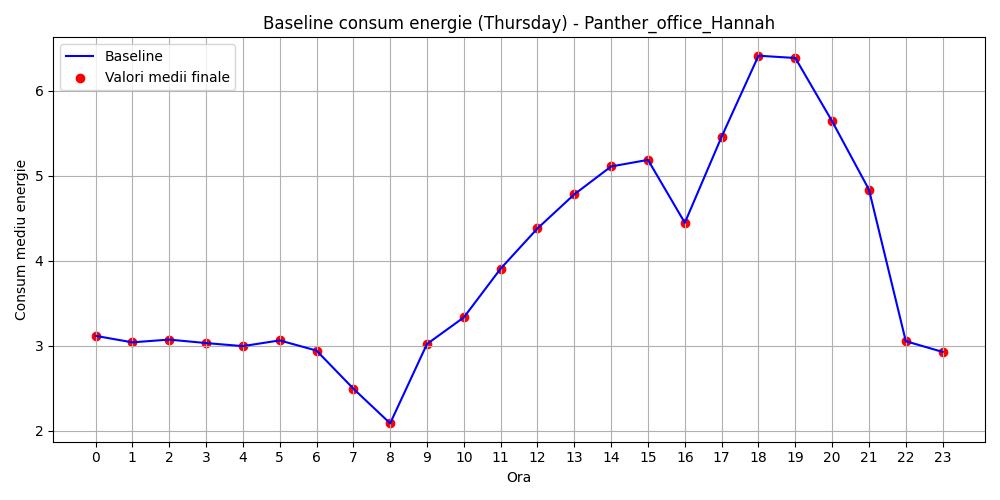 Baseline consum energie (Thursday) - Panther_office_Hannah
Baseline
Valori medii finale
Consum mediu energie
6
5
4
3
2
0 1 2 3 4 5 6 7 8 9 10 11 12 13 14 15 16 17 18 19 20 21 22 23
Ora